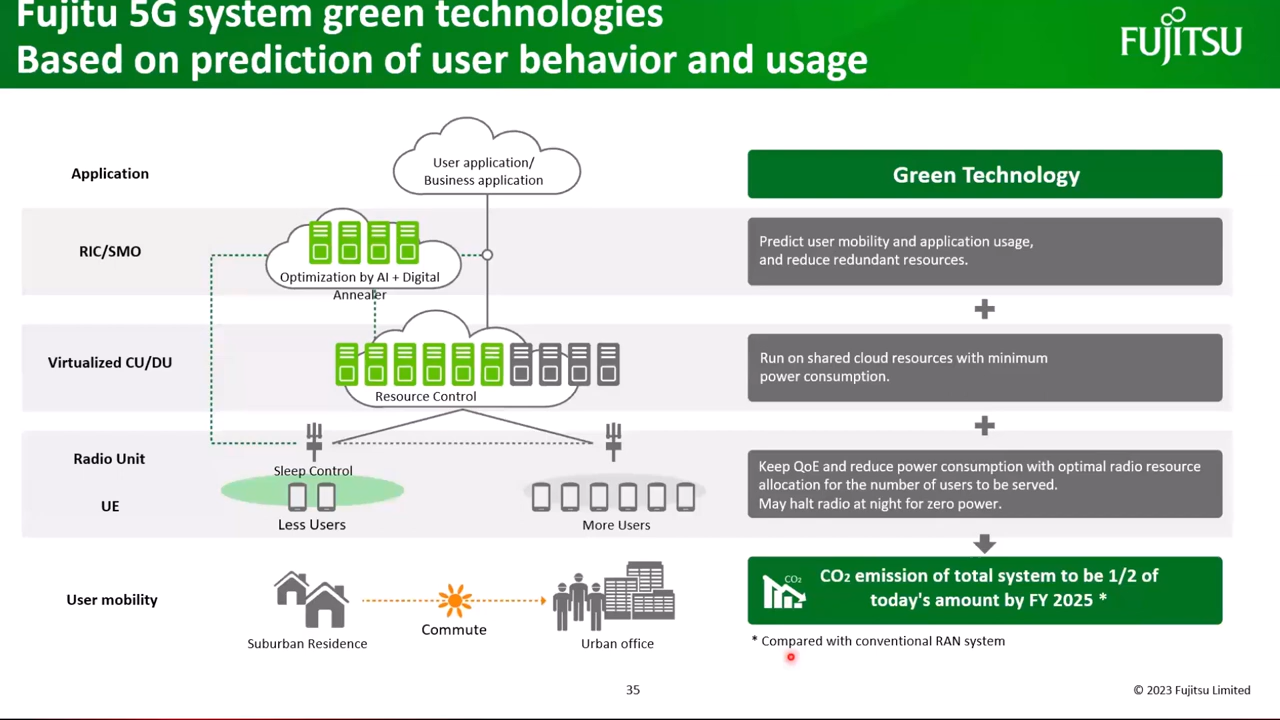 Fujitu 5G system green technologies
Based on prediction of user behavior and usage
FUJITSU
Application
User application/
Business application
Green Technology
RIC/SMO
Optimization by AI + Digital
Annealer
Predict user mobility and application usage,
and reduce redundant resources.
Virtualized CU/DU
Resource Control
Run on shared cloud resources with minimum
power consumption.
Radio Unit
Sleep Control
UE
Less Users
More Users
Keep QoE and reduce power consumption with optimal radio resource
allocation for the number of users to be served.
May halt radio at night for zero power.
User mobility
Suburban Residence
Commute
Urban office
CO₂
CO₂ emission of total system to be 1/2 of
today's amount by FY 2025 *
* Compared with conventional RAN system
35
© 2023 Fujitsu Limited